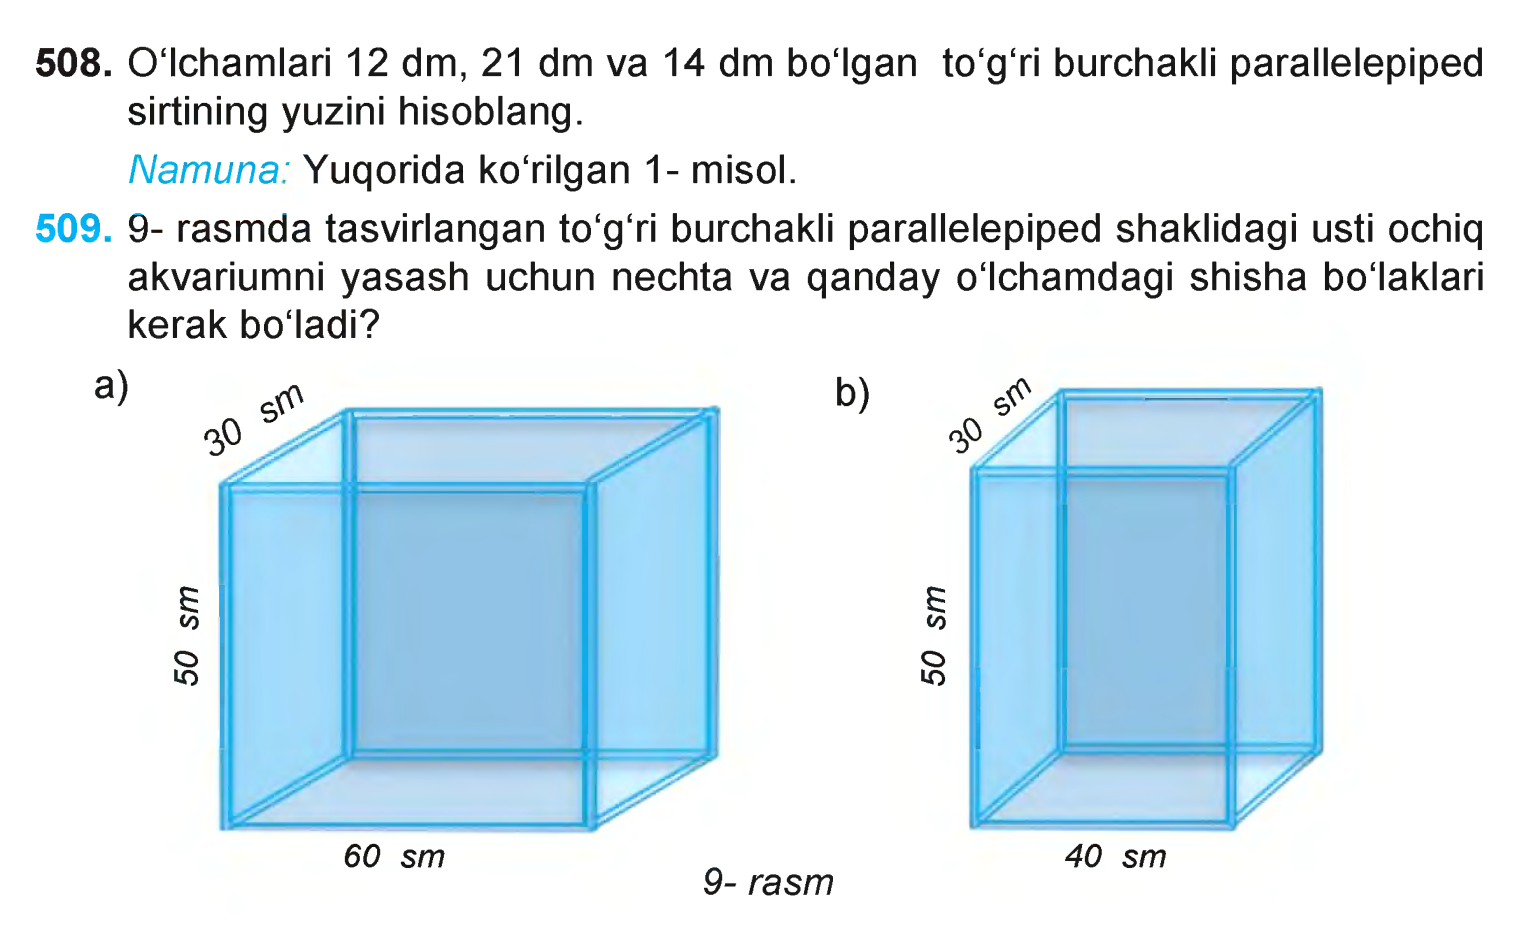 508. O‘lchamlari 12 dm, 21 dm va 14 dm bo‘lgan to‘g‘ri burchakli parallelepiped
sirtining yuzini hisoblang.
Namuna: Yuqorida ko‘rilgan 1- misol.
509. 9- rasmda tasvirlangan to‘g‘ri burchakli parallelepiped shaklidagi usti ochiq
akvariumni yasash uchun nechta va qanday o‘lchamdagi shisha bo‘laklari
kerak bo‘ladi?
a)
30 sm
50 sm
60 sm
b)
30 sm
50 sm
40 sm
9- rasm